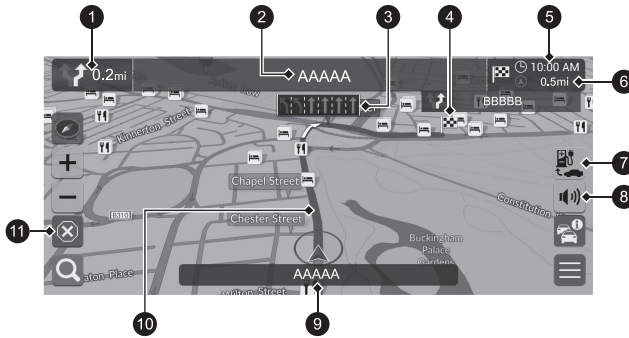 1
2
3
4
5
0.2mi
AAAAA
10:00 AM
0.5mi
6
BBBBB
Kinnerton Street
7
8
Chapel Street
Constitution
B310
Chester Street
11
Buckingham
Palace
Gardens
AAAAA
aton-Place
Wilton Street
10
9